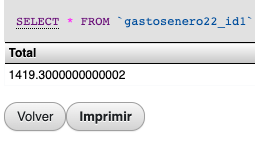 SELECT * FROM `gastosenero22_id1`
Total
1419.3000000000002
Volver
Imprimir